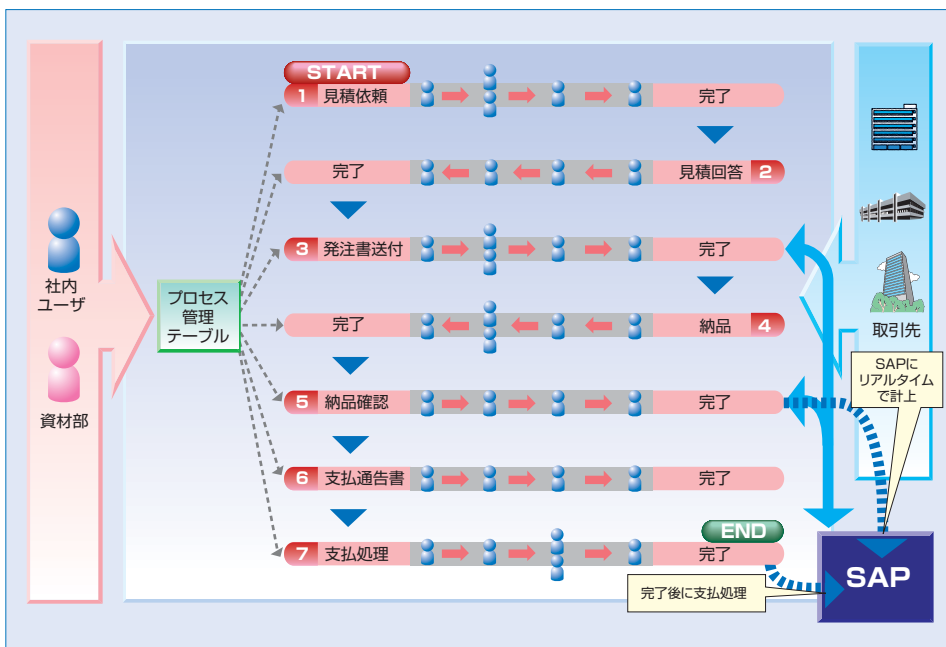 START
1 見積依頼
完了
完了
見積回答 2
3 発注書送付
完了
社内
ユーザ
プロセス
管理
テーブル
完了
納品 4
取引先
SAPに
リアルタイム
で計上
資材部
5 納品確認
完了
6 支払通告書
完了
END
7 支払処理
完了
完了後に支払処理
SAP